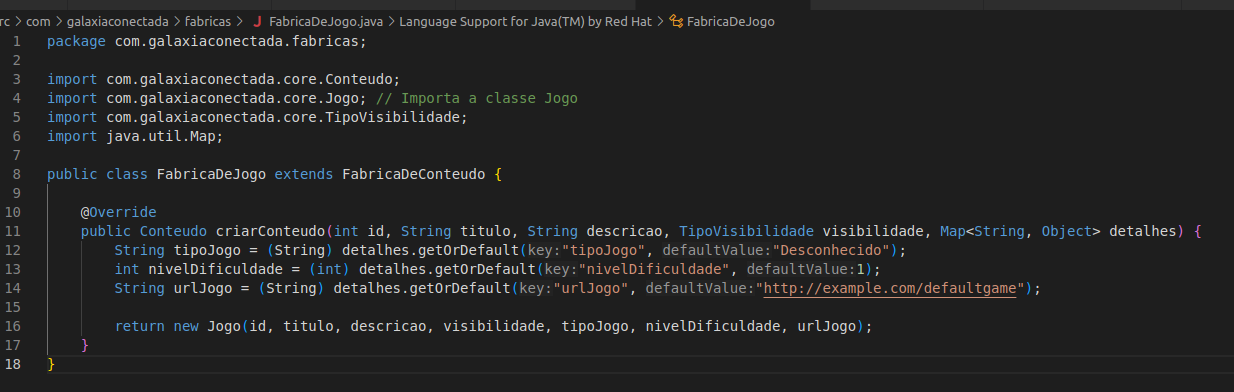 rc > com > galaxiaconectada > fabricas > J FabricaDeJogo.java > Language Support for Java(TM) by Red Hat > FabricaDeJogo
1 package com.galaxiaconectada.fabricas;
2
3 import com.galaxiaconectada.core.Conteudo;
4 import com.galaxiaconectada.core.Jogo; // Importa a classe Jogo
5 import com.galaxiaconectada.core.TipoVisibilidade;
6 import java.util.Map;
7
8 public class FabricaDeJogo extends FabricaDeConteudo {
9
10 @Override
11 public Conteudo criarConteudo(int id, String titulo, String descricao, TipoVisibilidade visibilidade, Map<String, Object> detalhes) {
12 String tipoJogo = (String) detalhes.getOrDefault(key:"tipoJogo", defaultValue:"Desconhecido");
13 int nivelDificuldade = (int) detalhes.getOrDefault(key:"nivelDificuldade", defaultValue:1);
14 String urlJogo = (String) detalhes.getOrDefault(key:"urlJogo", defaultValue:"http://example.com/defaultgame");
15
16 return new Jogo(id, titulo, descricao, visibilidade, tipoJogo, nivelDificuldade, urlJogo);
17 }
18 }